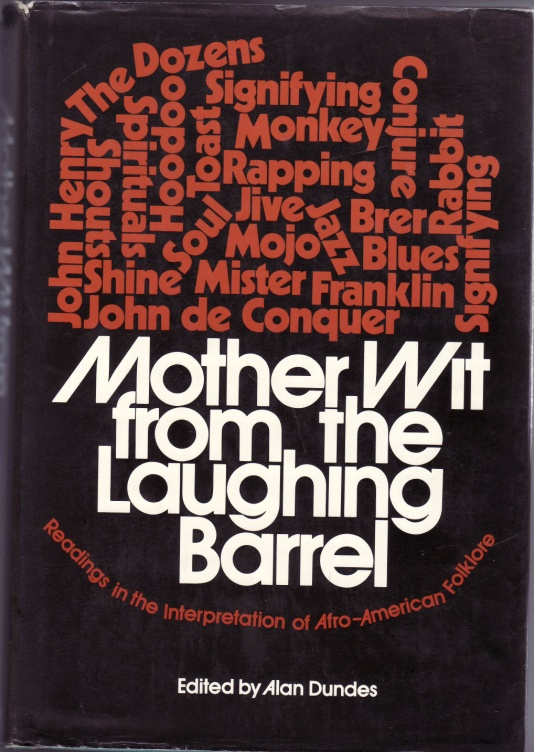 The Dozens
John Henry
Shouts
Spirituals
Hoodoo
Toast
Signifying
Monkey
Conjure
Rapping
Soul
Jive
Jazz
Brer
Rabbit
Mojo
Blues
Signifying
Shine
Mister
Franklin
John de Conquer
Mother Wit
from the
Laughing
Barrel
Readings in the Interpretation of Afro-American Folklore
Edited by Alan Dundes